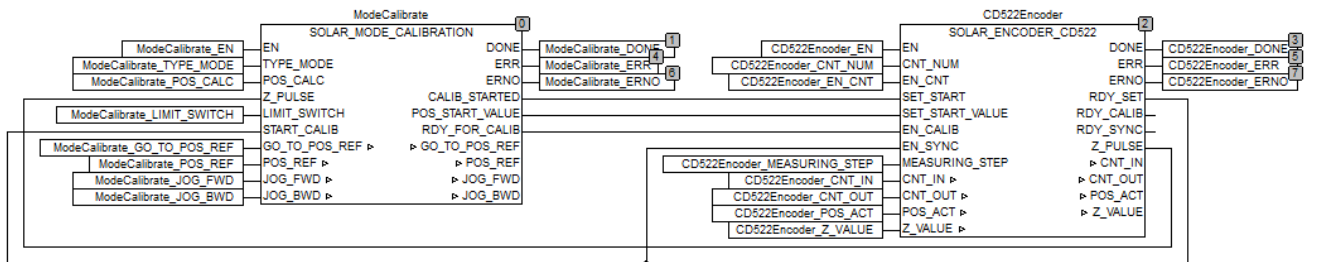 ModeCalibrate
0
SOLAR_MODE_CALIBRATION
ModeCalibrate_EN
EN
DONE
ModeCalibrate_DONE
1
ModeCalibrate_TYPE_MODE
TYPE_MODE
ERR
ModeCalibrate_ERR
4
ModeCalibrate_POS_CALC
POS_CALC
ERNO
ModeCalibrate_ERNO
6
Z_PULSE
CALIB_STARTED
ModeCalibrate_LIMIT_SWITCH
LIMIT_SWITCH
POS_START_VALUE
START_CALIB
RDY_FOR_CALIB
ModeCalibrate_GO_TO_POS_REF
GO_TO_POS_REF
GO_TO_POS_REF
ModeCalibrate_POS_REF
POS_REF
POS_REF
ModeCalibrate_JOG_FWD
JOG_FWD
JOG_FWD
ModeCalibrate_JOG_BWD
JOG_BWD
JOG_BWD
CD522Encoder
2
SOLAR_ENCODER_CD522
CD522Encoder_EN
EN
DONE
CD522Encoder_DONE
3
CD522Encoder_CNT_NUM
CNT_NUM
ERR
CD522Encoder_ERR
5
CD522Encoder_EN_CNT
EN_CNT
ERNO
CD522Encoder_ERNO
7
SET_START
RDY_SET
SET_START_VALUE
RDY_CALIB
EN_CALIB
RDY_SYNC
EN_SYNC
Z_PULSE
CD522Encoder_MEASURING_STEP
MEASURING_STEP
CNT_IN
CD522Encoder_CNT_IN
CNT_IN
CNT_OUT
CD522Encoder_CNT_OUT
CNT_OUT
POS_ACT
CD522Encoder_POS_ACT
POS_ACT
Z_VALUE
CD522Encoder_Z_VALUE
Z_VALUE